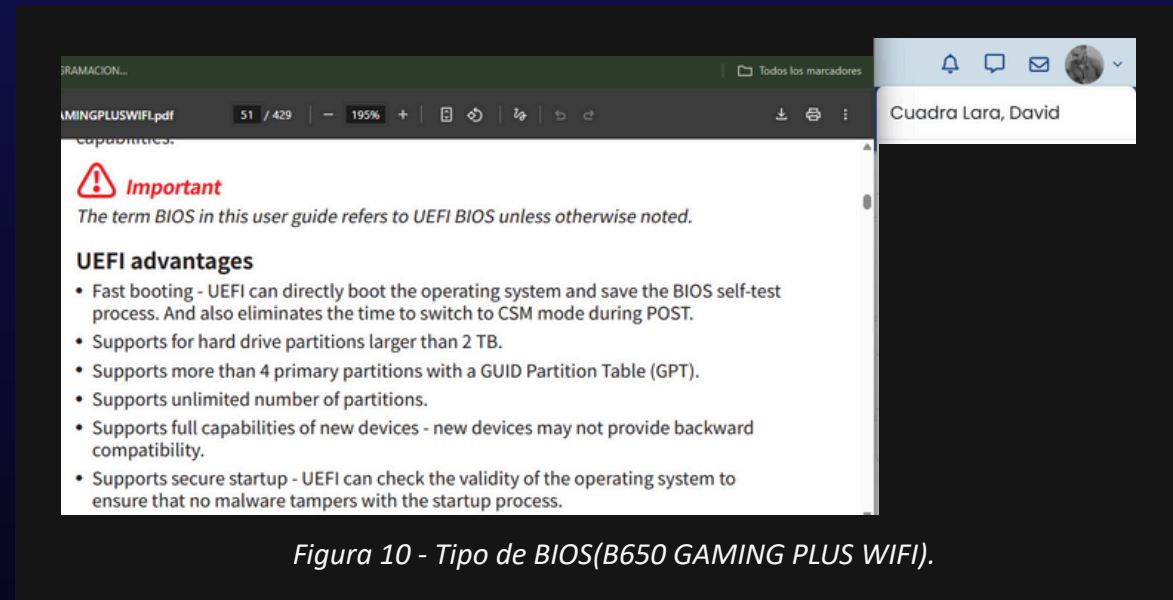 GRAMACION...
Todos los marcadores
AMINGPLUSWIFI.pdf
51 / 429
195%
Cuadra Lara, David
capabilities.
Important
The term BIOS in this user guide refers to UEFI BIOS unless otherwise noted.
UEFI advantages
• Fast booting - UEFI can directly boot the operating system and save the BIOS self-test
process. And also eliminates the time to switch to CSM mode during POST.
• Supports for hard drive partitions larger than 2 TB.
• Supports more than 4 primary partitions with a GUID Partition Table (GPT).
• Supports unlimited number of partitions.
• Supports full capabilities of new devices - new devices may not provide backward
compatibility.
• Supports secure startup - UEFI can check the validity of the operating system to
ensure that no malware tampers with the startup process.
Figura 10 - Tipo de BIOS(B650 GAMING PLUS WIFI).